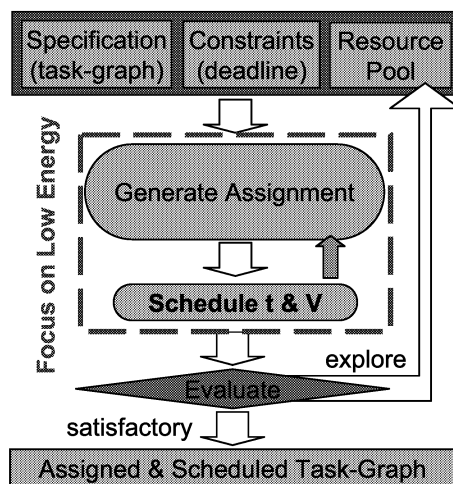 Specification
(task-graph)
Constraints
(deadline)
Resource
Pool
Focus on Low Energy
Generate Assignment
Schedule t & V
explore
Evaluate
satisfactory
Assigned & Scheduled Task-Graph